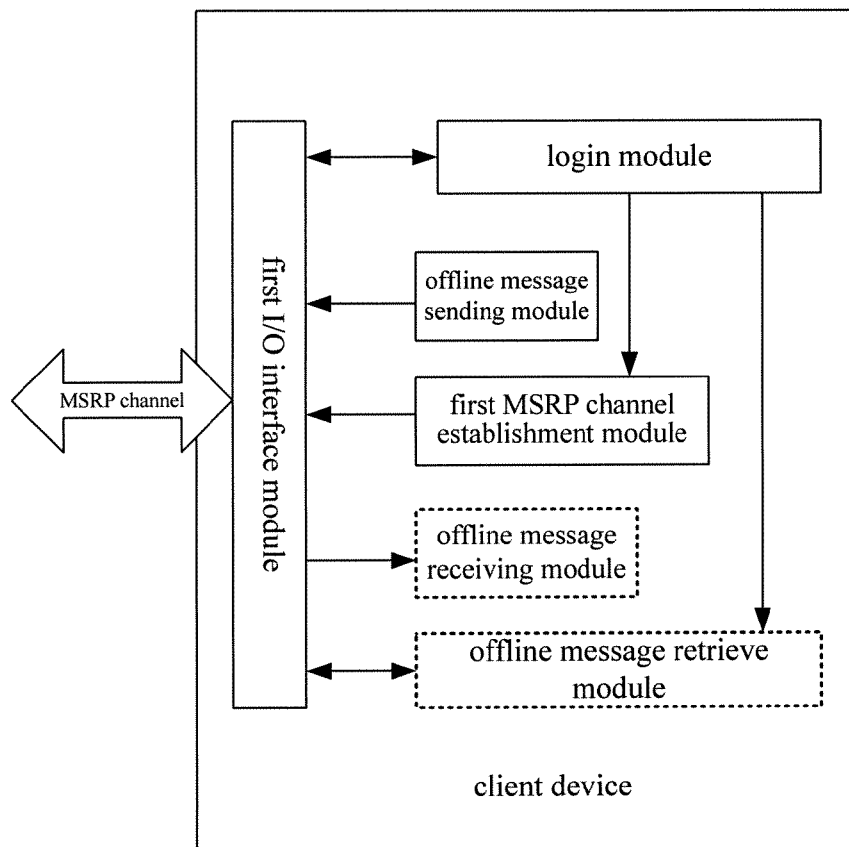 login module
first I/O interface module
offline message
sending module
MSRP channel
first MSRP channel
establishment module
offline message
receiving module
offline message retrieve
module
client device